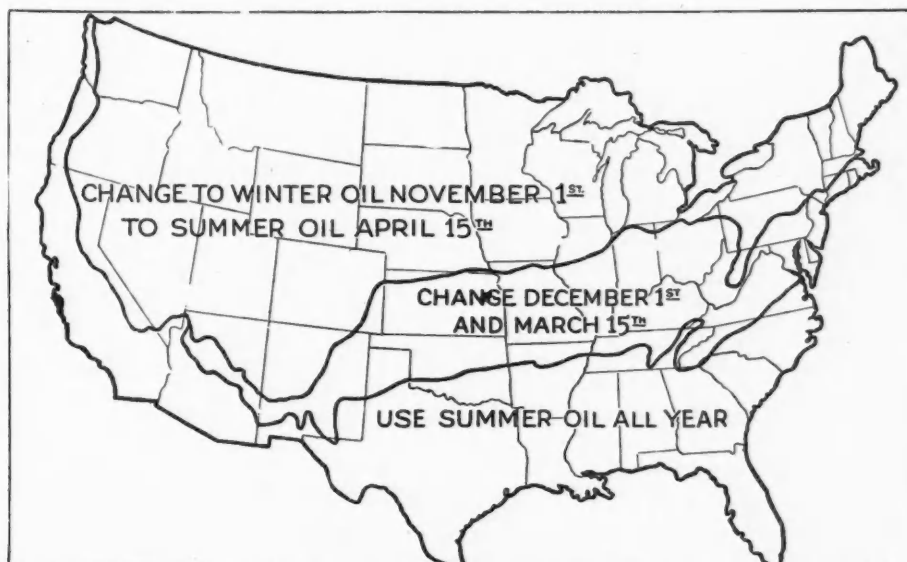 CHANGE TO WINTER OIL NOVEMBER 1ST.
TO SUMMER OIL APRIL 15TH
CHANGE DECEMBER 1ST
AND MARCH 15TH.
USE SUMMER OIL ALL YEAR